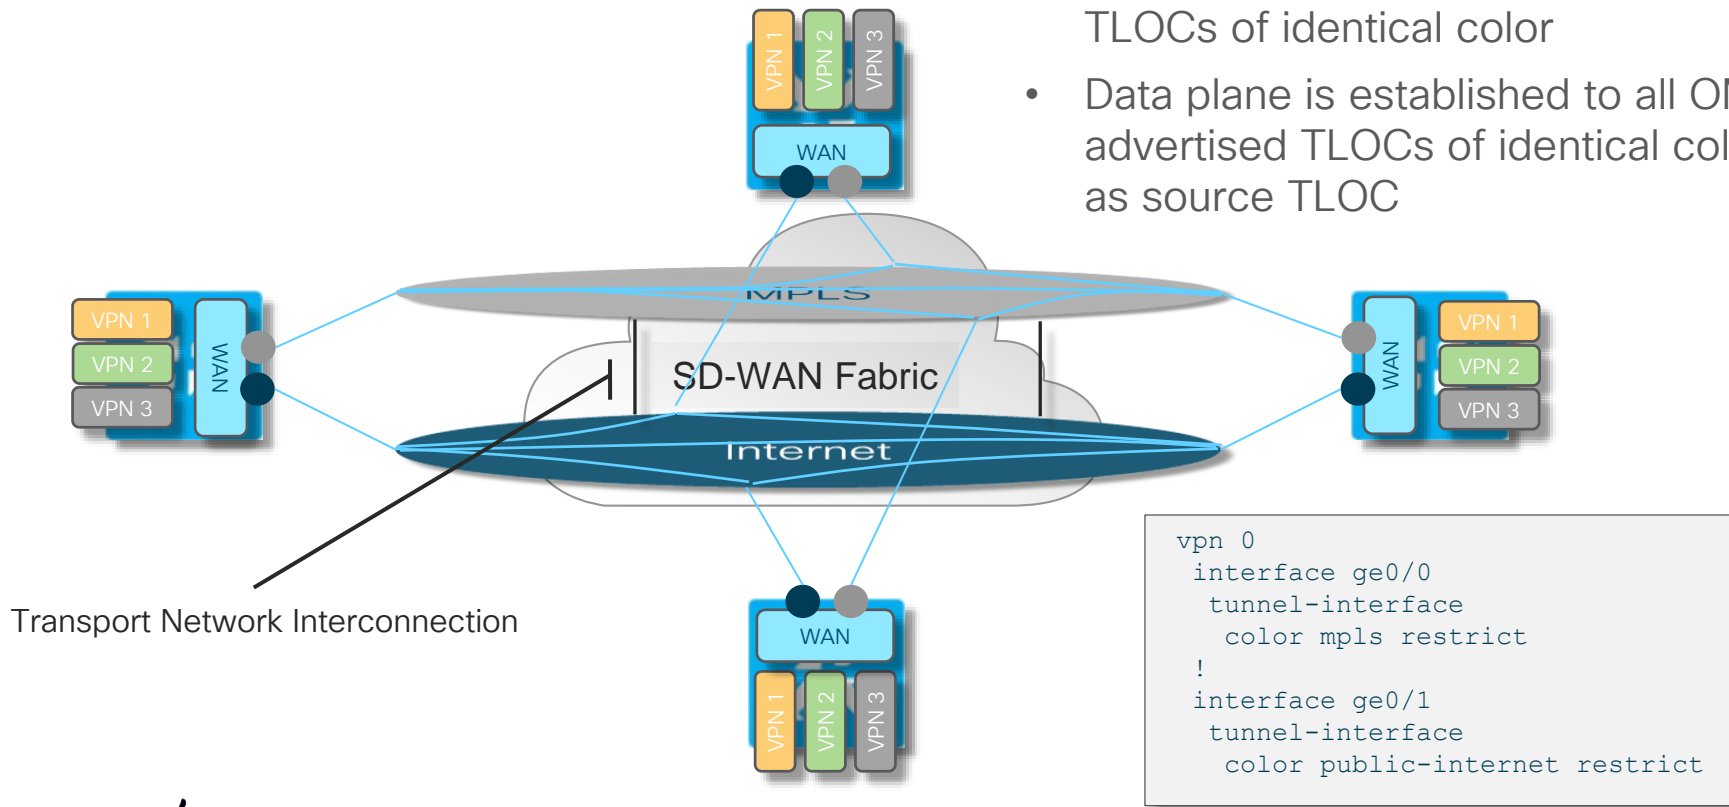 TLOCs of identical color
• Data plane is established to all
advertised TLOCs of identical
as source TLOC
VPN 1
VPN 2
VPN 3
WAN
MPLS
VPN 1
VPN 2
VPN 3
WAN
SD-WAN Fabric
WAN
VPN 1
VPN 2
VPN 3
Internet
Transport Network Interconnection
WAN
VPN 1
VPN 2
VPN 3
vpn 0
interface ge0/0
tunnel-interface
color mpls restrict
!
interface ge0/1
tunnel-interface
color public-internet restrict